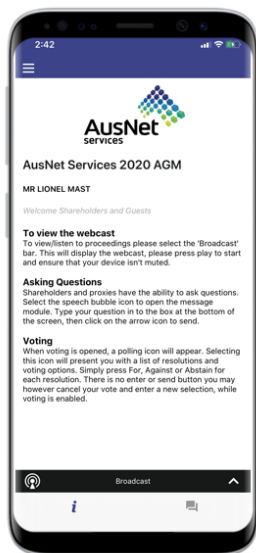 2:42
AusNet
services
AusNet Services 2020 AGM
MR LIONEL MAST
Welcome Shareholders and Guests
To view the webcast
To view/listen to proceedings please select the 'Broadcast'
bar. This will display the webcast, please press play to start
and ensure that your device isn't muted.
Asking Questions
Shareholders and proxies have the ability to ask questions.
Select the speech bubble icon to open the message
module. Type your question in to the box at the bottom of
the screen, then click on the arrow icon to send.
Voting
When voting is opened, a polling icon will appear. Selecting
this icon will present you with a list of resolutions and
voting options. Simply press For, Against or Abstain for
each resolution. There is no enter or send button you may
however cancel your vote and enter a new selection, while
voting is enabled.
Broadcast
i